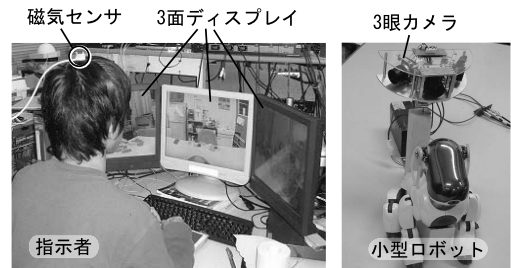 磁気センサ
3面ディスプレイ
3眼カメラ
指示者
小型ロボット